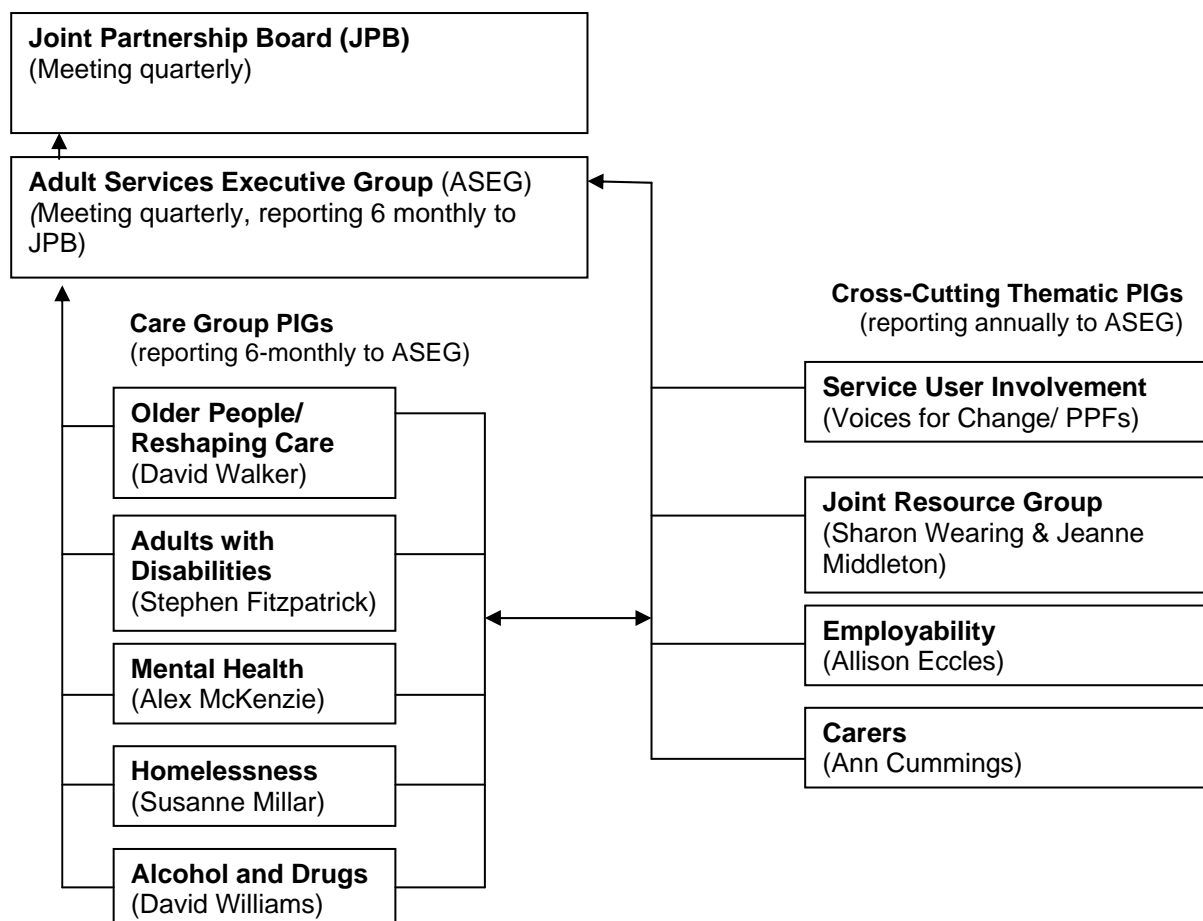 Joint Partnership Board (JPB)
(Meeting quarterly)
Adult Services Executive Group (ASEG)
(Meeting quarterly, reporting 6 monthly to
JPB)
Care Group PIGs
(reporting 6-monthly to ASEG)
Older People/
Reshaping Care
(David Walker)
Adults with
Disabilities
(Stephen Fitzpatrick)
Mental Health
(Alex McKenzie)
Homelessness
(Susanne Millar)
Alcohol and Drugs
(David Williams)
Cross-Cutting Thematic PIGs
(reporting annually to ASEG)
Service User Involvement
(Voices for Change/ PPFs)
Joint Resource Group
(Sharon Wearing & Jeanne
Middleton)
Employability
(Allison Eccles)
Carers
(Ann Cummings)